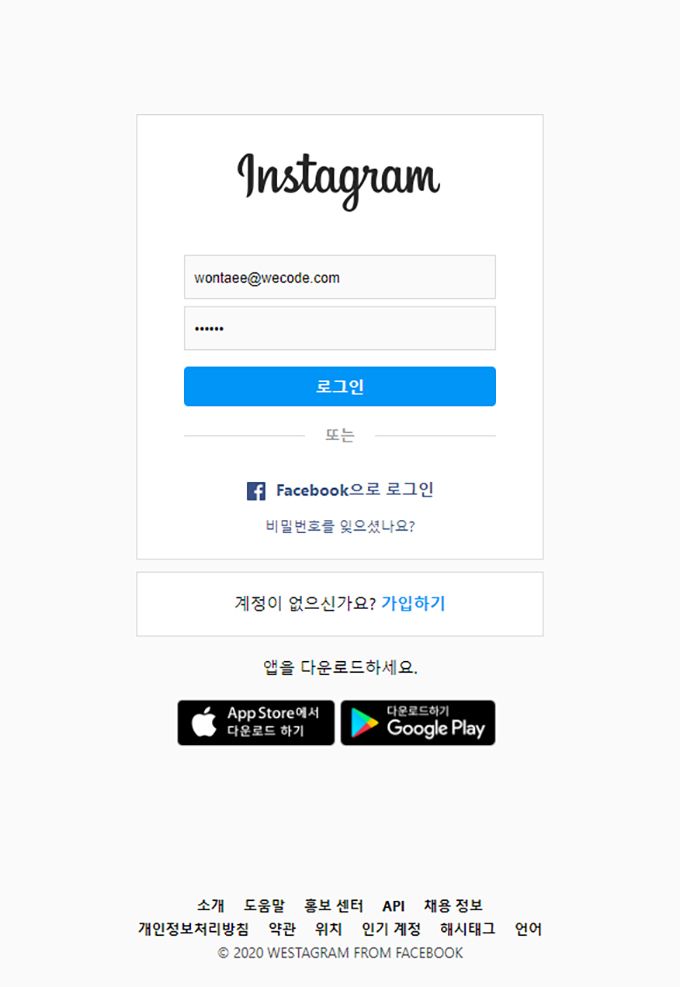 Instagram
wontaee@wecode.com
••••••
로그인
또는
Facebook으로 로그인
비밀번호를 잊으셨나요?
계정이 없으신가요? 가입하기
앱을 다운로드하세요.
App Store에서
다운로드 하기
다운로드하기
Google Play
소개 도움말 홍보 센터 API 채용 정보
개인정보처리방침 약관 위치 인기 계정 해시태그 언어
© 2020 WESTAGRAM FROM FACEBOOK